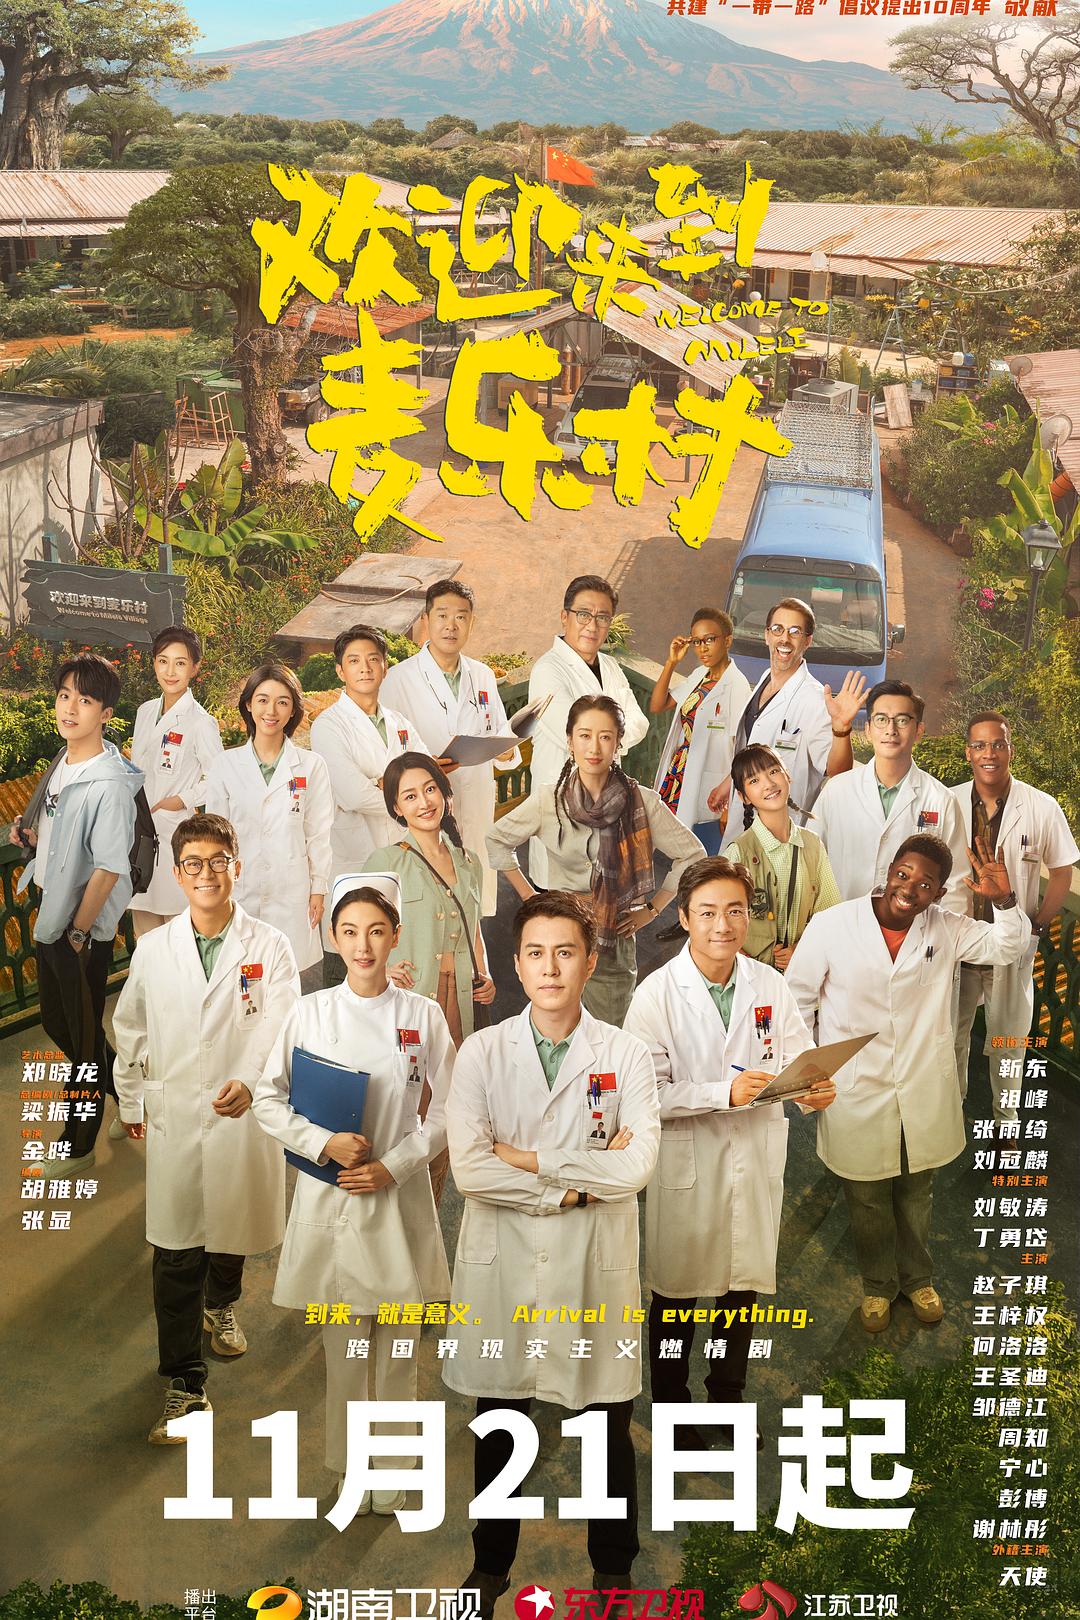 共建“一带一路”倡议提出10周年 敬献
欢迎来到
WELCOME TO
MILELE
麦乐村
欢迎来到麦乐村
Welcome to Milele Village
艺术总监
郑晓龙
总编剧/总制片人
梁振华
导演
金晔
编剧
胡雅婷
张显
领衔主演
靳东
祖峰
张雨绮
刘冠麟
特别主演
刘敏涛
丁勇岱
主演
赵子琪
王梓权
何洛洛
王圣迪
邹德江
周知
宁心
彭博
谢林彤
外籍主演
天使
到来，就是意义。 Arrival is everything.
跨国界现实主义燃情剧
11月21日起
播出
平台
湖南卫视
东方卫视
江苏卫视